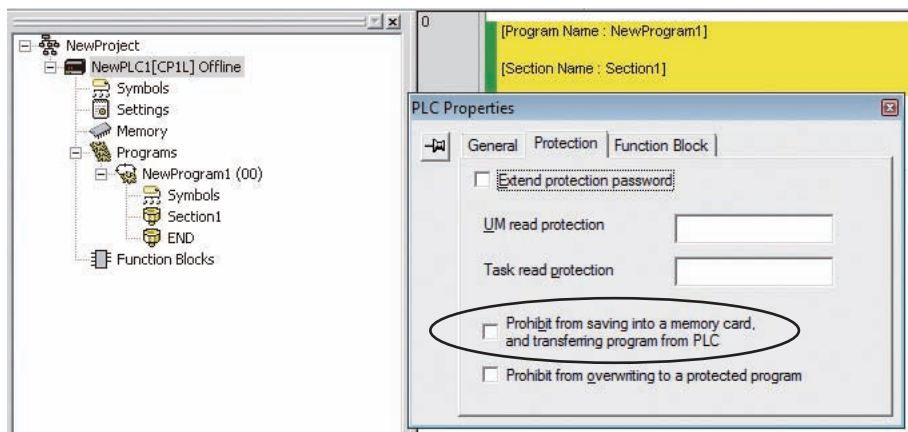 NewProject
NewPLC1[CP1L] Offline
Symbols
Settings
Memory
Programs
NewProgram1 (00)
Symbols
Section1
END
Function Blocks
0
[Program Name : NewProgram1]
[Section Name : Section1]
PLC Properties
General Protection Function Block
Extend protection password
UM read protection
Task read protection
Prohibit from saving into a memory card,
and transferring program from PLC
Prohibit from overwriting to a protected program